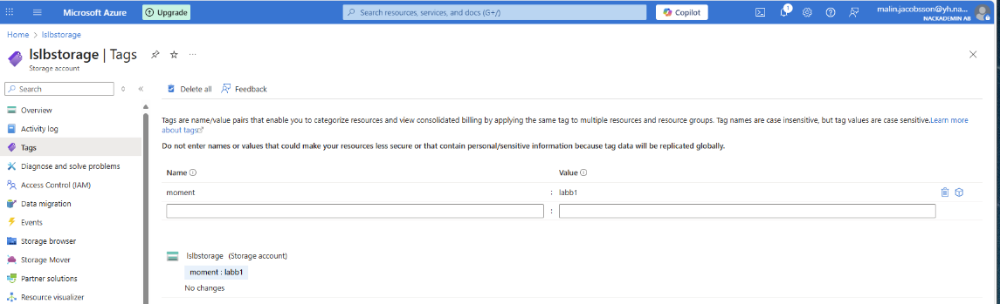 Microsoft Azure
Upgrade
Search resources, services, and docs (G+/)
Copilot
1
malin.jacobsson@yh.na...
NACKADEMIN AB
Home > lslbstorage
lslbstorage | Tags
Storage account
Search
Delete all
Feedback
Overview
Activity log
Tags
Diagnose and solve problems
Access Control (IAM)
Data migration
Events
Storage browser
Storage Mover
Partner solutions
Resource visualizer
Tags are name/value pairs that enable you to categorize resources and view consolidated billing by applying the same tag to multiple resources and resource groups. Tag names are case insensitive, but tag values are case sensitive.Learn more
about tags
Do not enter names or values that could make your resources less secure or that contain personal/sensitive information because tag data will be replicated globally.
Name Value
moment : labb1
:
lslbstorage (Storage account)
moment : labb1
No changes